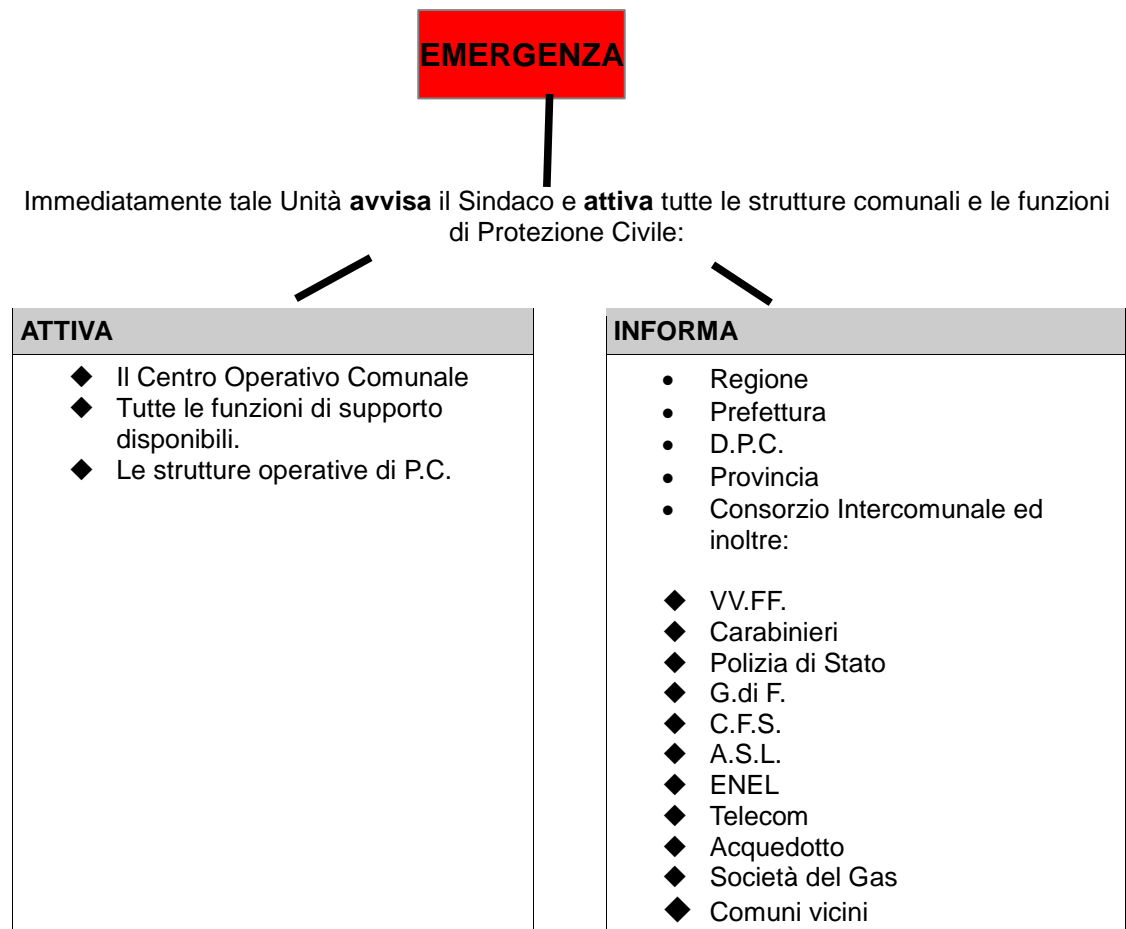 EMERGENZA
Immediatamente tale Unità avvisa il Sindaco e attiva tutte le strutture comunali e le funzioni
di Protezione Civile:
ATTIVA
◆ Il Centro Operativo Comunale
◆ Tutte le funzioni di supporto
disponibili.
◆ Le strutture operative di P.C.
INFORMA
• Regione
• Prefettura
• D.P.C.
• Provincia
• Consorzio Intercomunale ed
inoltre:
◆ VV.FF.
◆ Carabinieri
◆ Polizia di Stato
◆ G.di F.
◆ C.F.S.
◆ A.S.L.
◆ ENEL
◆ Telecom
◆ Acquedotto
◆ Società del Gas
◆ Comuni vicini